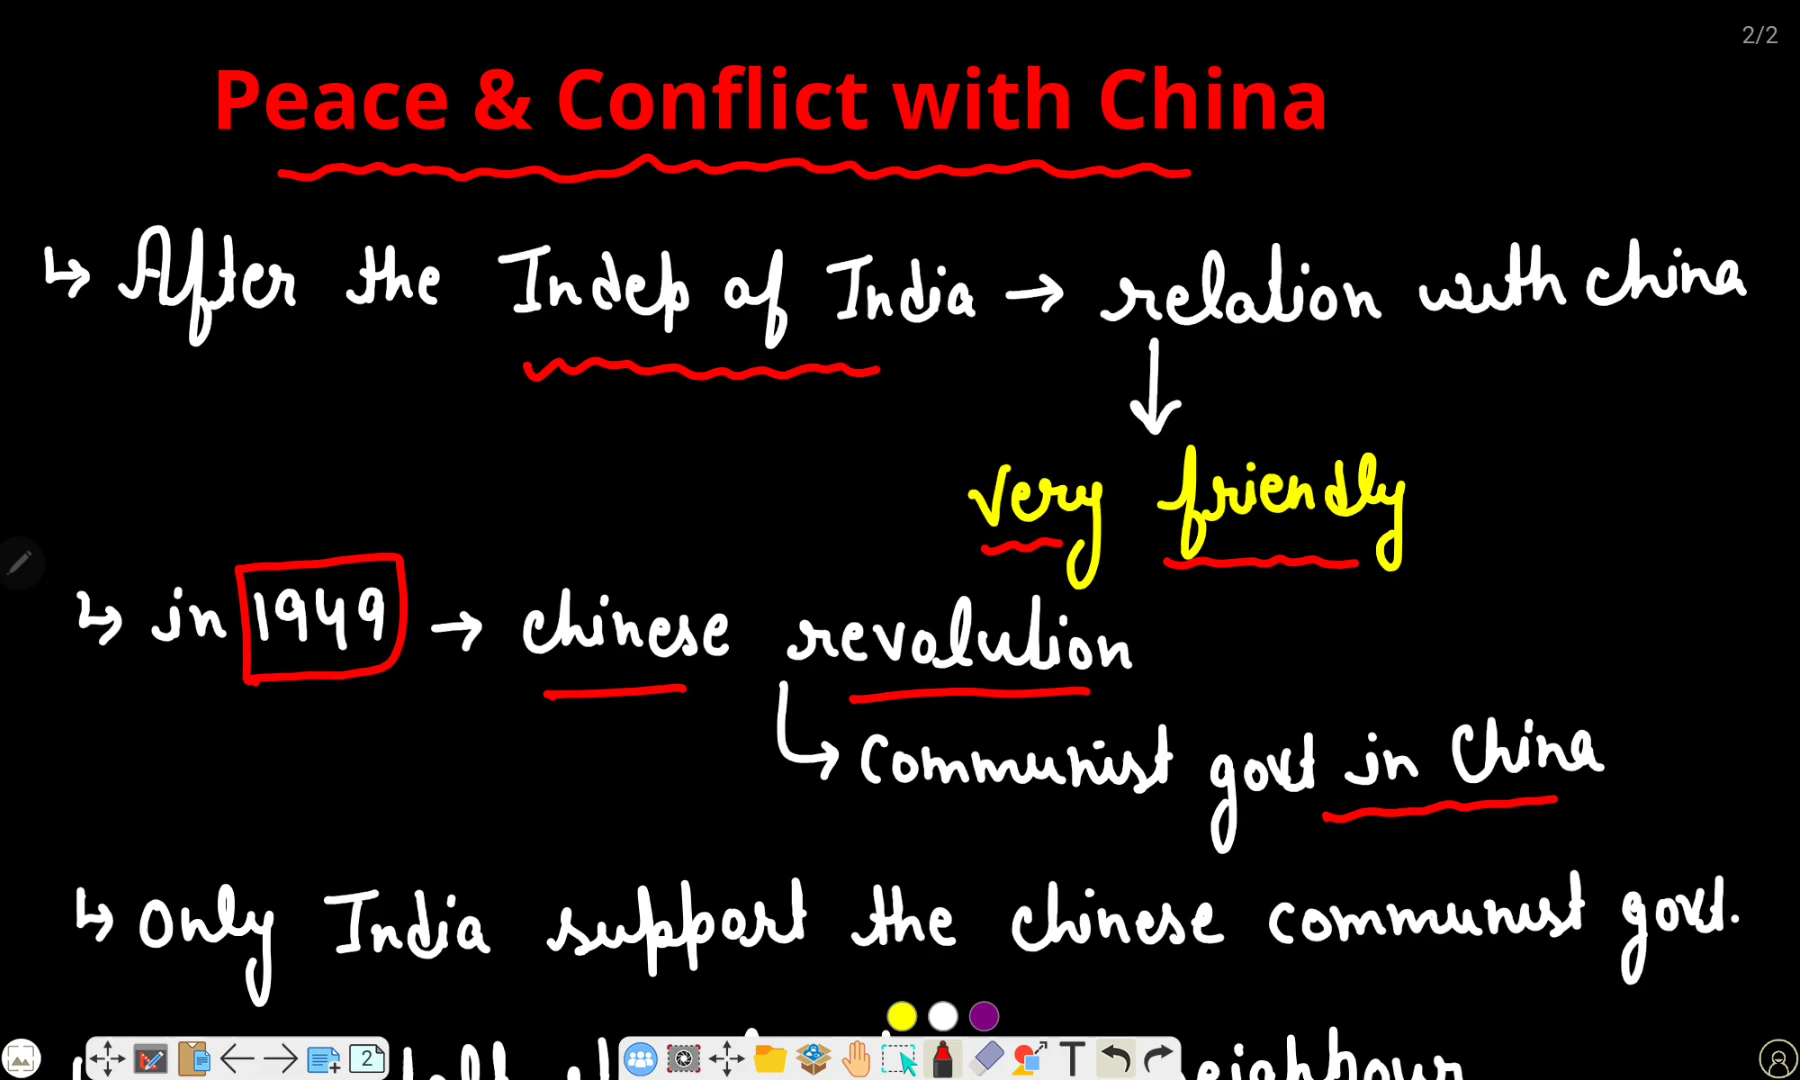 2/2
Peace & Conflict with China
↳ After the Indep of India → relation with china
↓
very friendly
↳ in 1949 → chinese revolution
↳ Communist govt in China
↳ Only India support the chinese communist govt.
2 T
neighbour